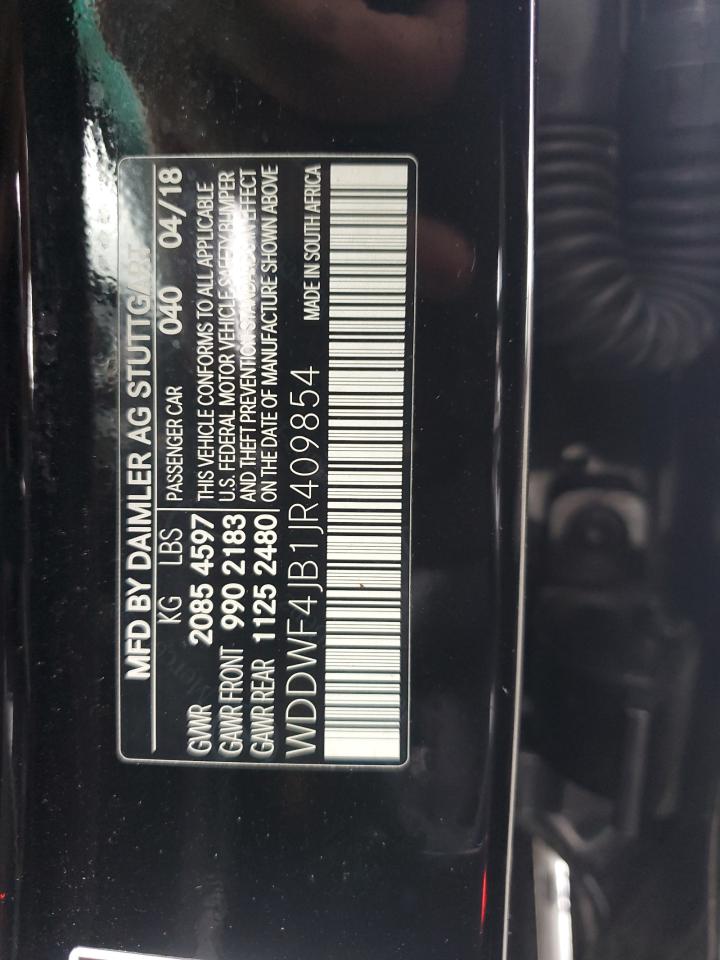 MFD BY DAIMLER AG STUTTGART
KG LBS PASSENGER CAR 040 04/18
GVWR 2085 4597 THIS VEHICLE CONFORMS TO ALL APPLICABLE
GAWR FRONT 990 2183 U.S. FEDERAL MOTOR VEHICLE SAFETY BUMPER
GAWR REAR 1125 2480 AND THEFT PREVENTION STANDARDS IN EFFECT
ON THE DATE OF MANUFACTURE SHOWN ABOVE
WDDWF4JB1JR409854 MADE IN SOUTH AFRICA